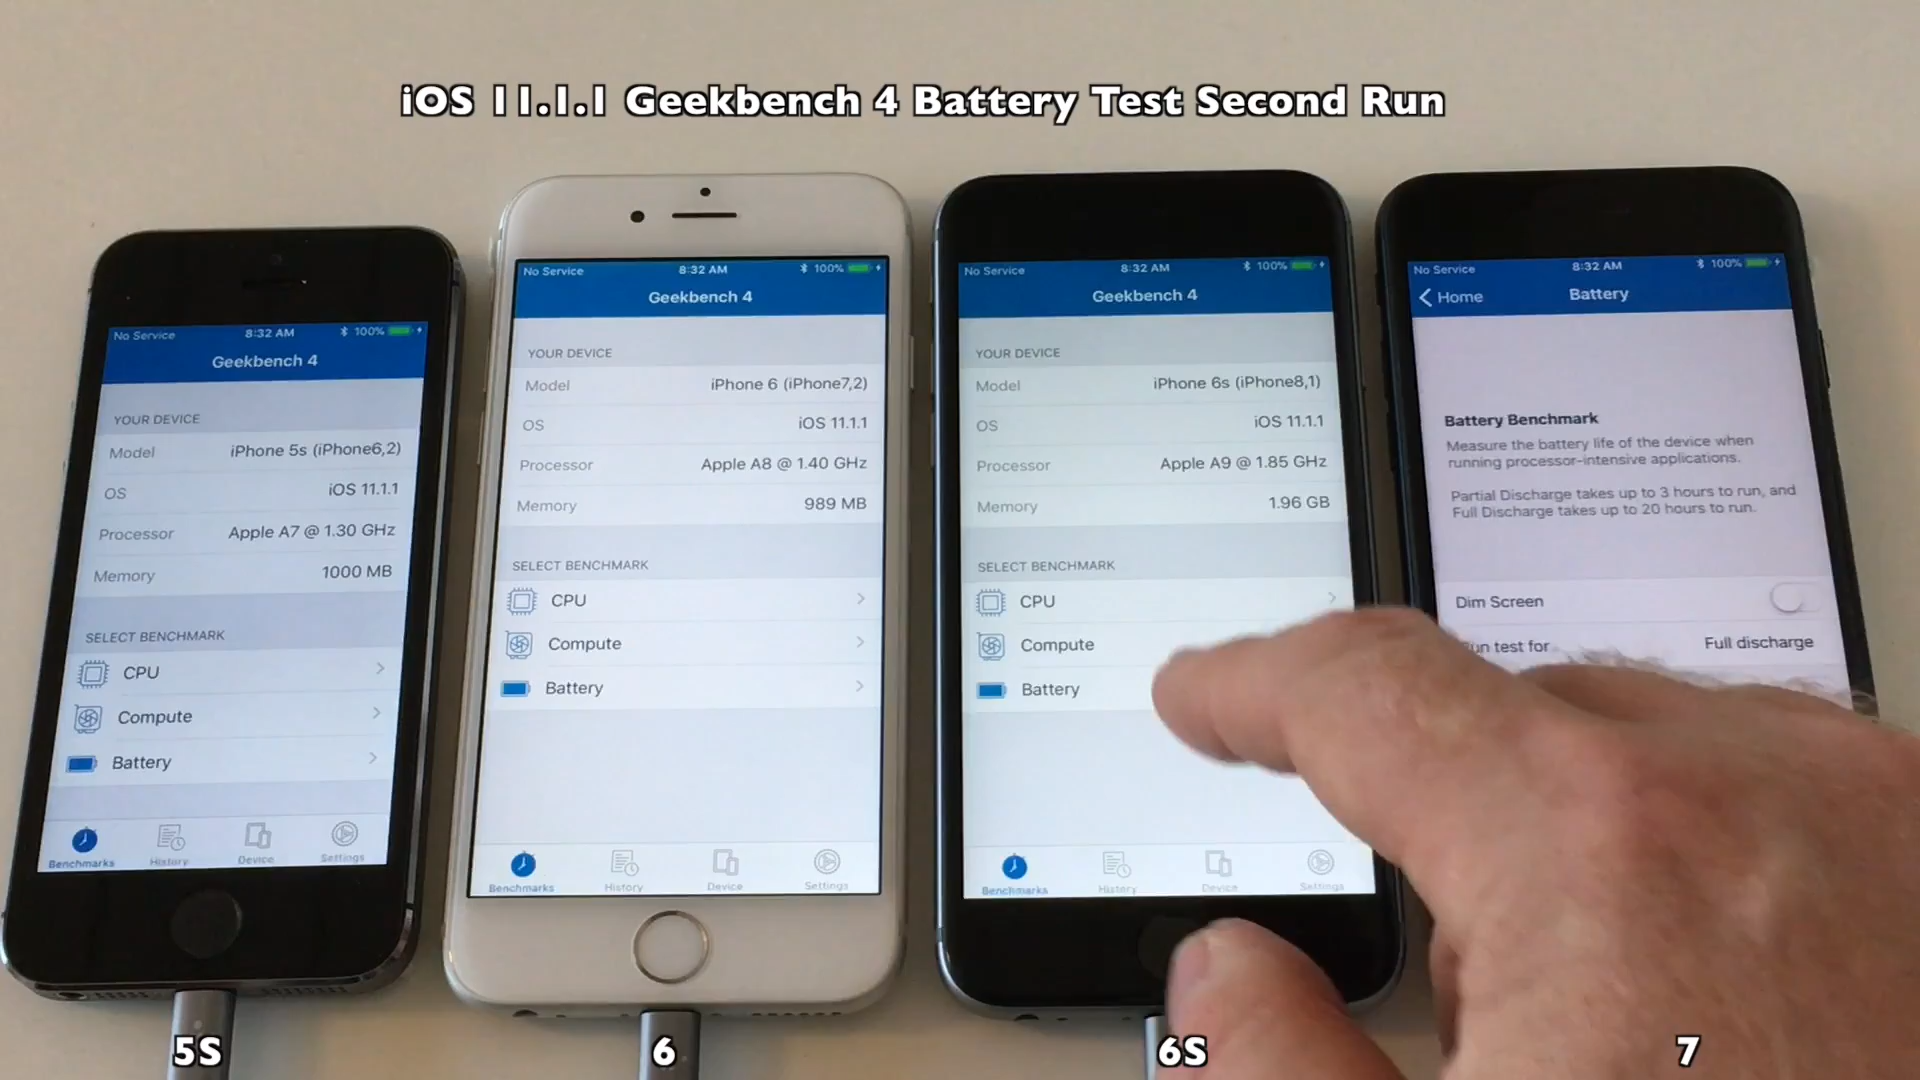 iOS 11.1.1 Geekbench 4 Battery Test Second Run
No Service 8:32 AM 100%
Geekbench 4
YOUR DEVICE
Model iPhone 5s (iPhone6,2)
OS iOS 11.1.1
Processor Apple A7 @ 1.30 GHz
Memory 1000 MB
SELECT BENCHMARK
CPU
Compute
Battery
Benchmarks History Device Settings
5S
No Service 8:32 AM 100%
Geekbench 4
YOUR DEVICE
Model iPhone 6 (iPhone7,2)
OS iOS 11.1.1
Processor Apple A8 @ 1.40 GHz
Memory 989 MB
SELECT BENCHMARK
CPU
Compute
Battery
Benchmarks History Device Settings
6
No Service 8:32 AM 100%
Geekbench 4
YOUR DEVICE
Model iPhone 6s (iPhone8,1)
OS iOS 11.1.1
Processor Apple A9 @ 1.85 GHz
Memory 1.96 GB
SELECT BENCHMARK
CPU
Compute
Battery
Benchmarks History Device Settings
6S
No Service 8:32 AM 100%
Home Battery
Battery Benchmark
Measure the battery life of the device when
running processor-intensive applications.
Partial Discharge takes up to 3 hours to run, and
Full Discharge takes up to 20 hours to run.
Dim Screen
test for Full discharge
7